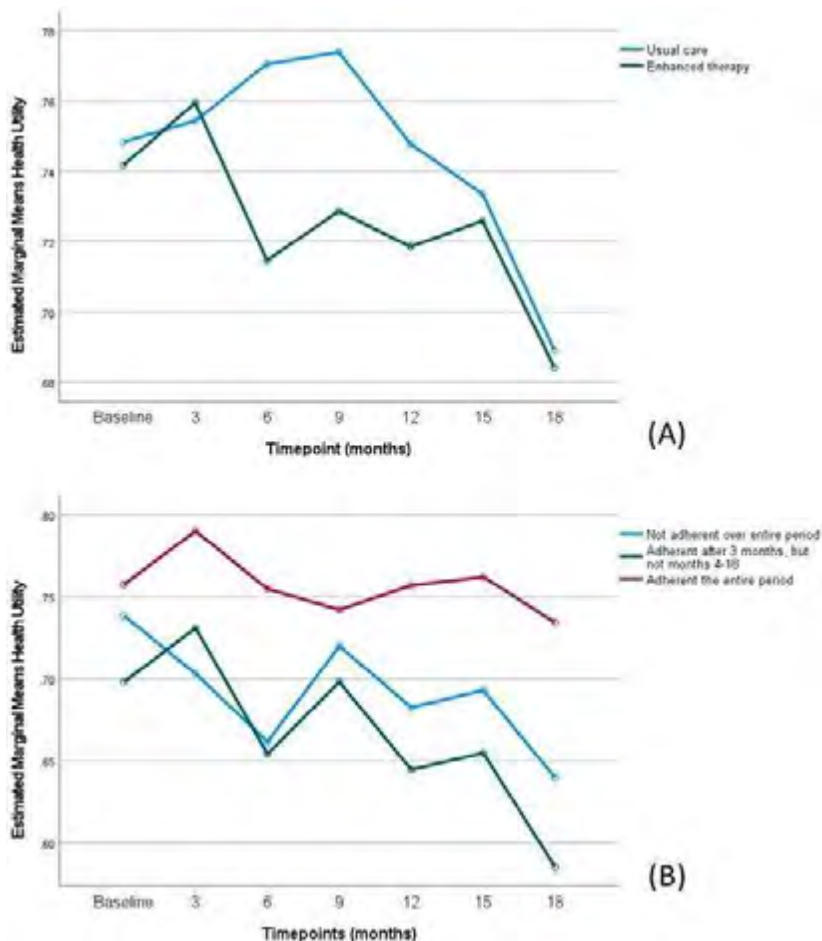 78
Usual care
Enhanced therapy
.76
.74
.72
.70
.68
Estimated Marginal Means Health Utility
Baseline 3 6 9 12 15 18
Timepoint (months)
(A)
.80
Not adherent over entire period
Adherent after 3 months, but
not months 4-18
Adherent the entire period
.75
.70
.65
.60
Estimated Marginal Means Health Utility
Baseline 3 6 9 12 15 18
Timepoints (months)
(B)